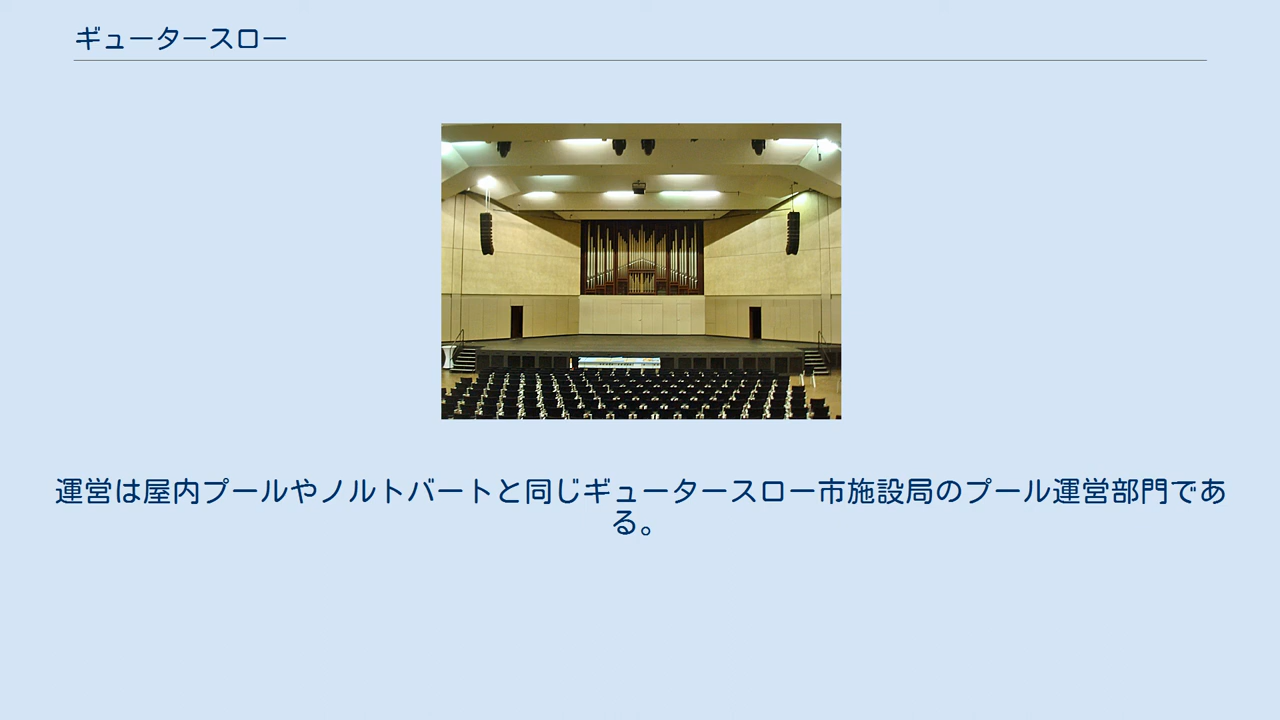 ギュータースロー
運営は屋内プールやノルトバートと同じギュータースロー市施設局のプール運営部門であ
る。